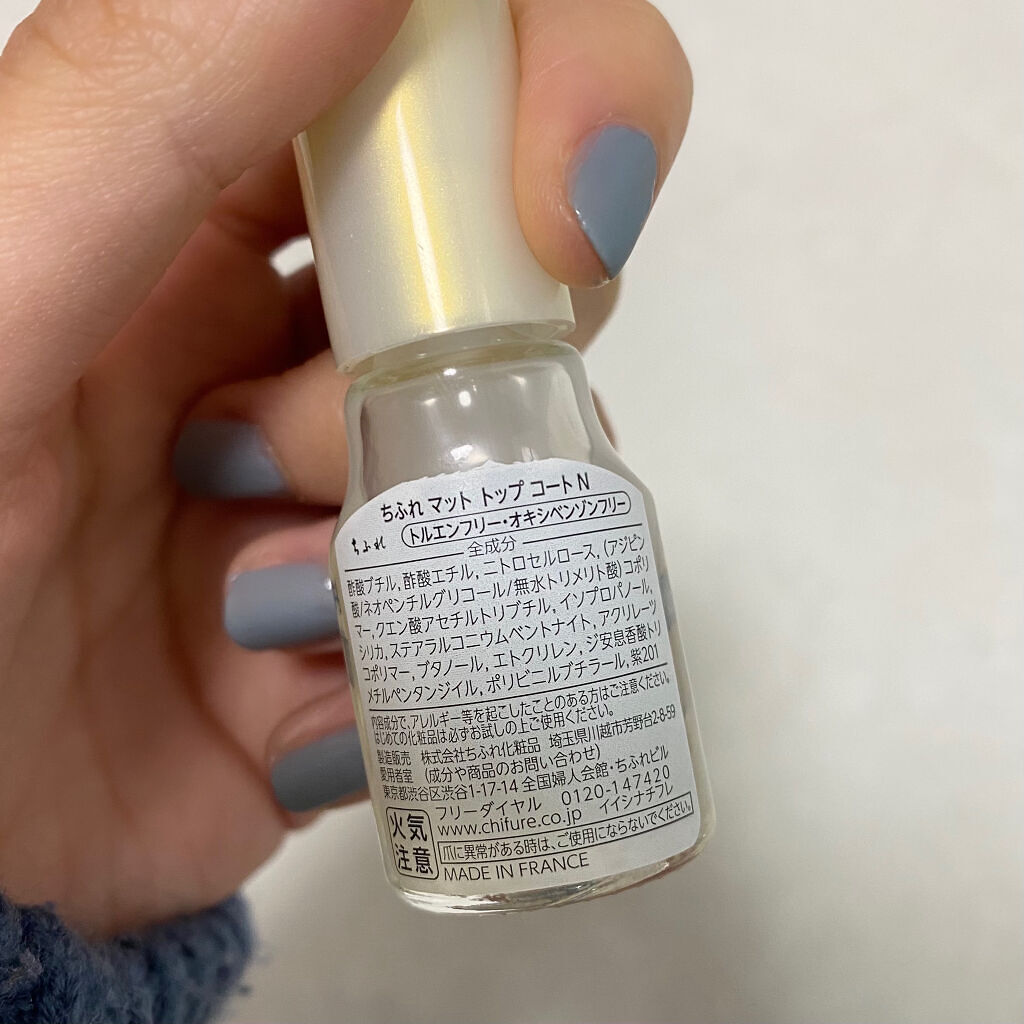 ちふれ マット トップ コート N
ちふれ トルエンフリー・オキシベンゾンフリー
全成分
酢酸ブチル, 酢酸エチル, ニトロセルロース, (アジピン
酸/ネオペンチルグリコール/無水トリメリト酸)コポリ
マー, クエン酸アセチルトリブチル, イソプロパノール,
シリカ, ステアラルコニウムベントナイト, アクリレーツ
コポリマー, ブタノール, エトクリレン, ジ安息香酸トリ
メチルペンタンジイル, ポリビニルブチラール, 紫201
内容成分で、アレルギー等を起こしたことのある方はご注意ください。
はじめての化粧品は必ずお試しの上ご使用ください。
製造販売 株式会社ちふれ化粧品 埼玉県川越市芳野台2-8-59
愛用者室 (成分や商品のお問い合わせ)
東京都渋谷区渋谷1-17-14 全国婦人会館・ちふれビル
フリーダイヤル 0120-147420
イイシナチフレ
www.chifure.co.jp
火気
注意
爪に異常がある時は、ご使用にならないでください。
MADE IN FRANCE